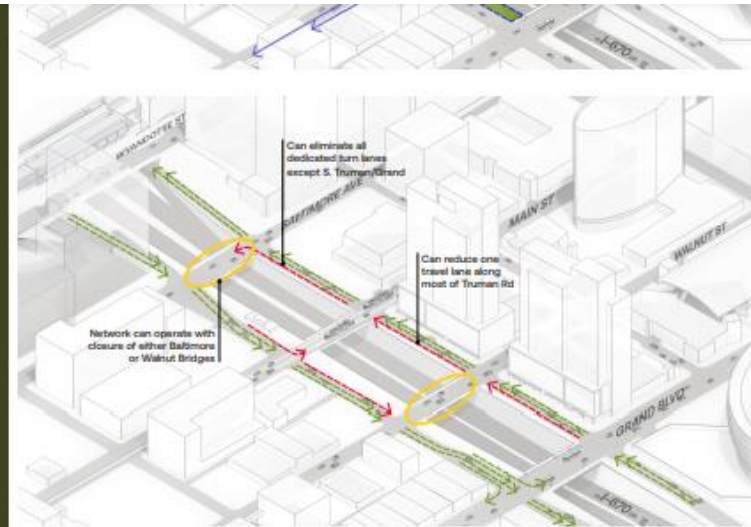 I-670
WYANDOTTE ST
Can eliminate all
dedicated turn lanes
except S. Truman/Grand
BALTIMORE AVE
MAIN ST
WALNUT ST
Can reduce one
travel lane along
most of Truman Rd
Network can operate with
closure of either Baltimore
or Walnut Bridges
GRAND BLVD
I-670